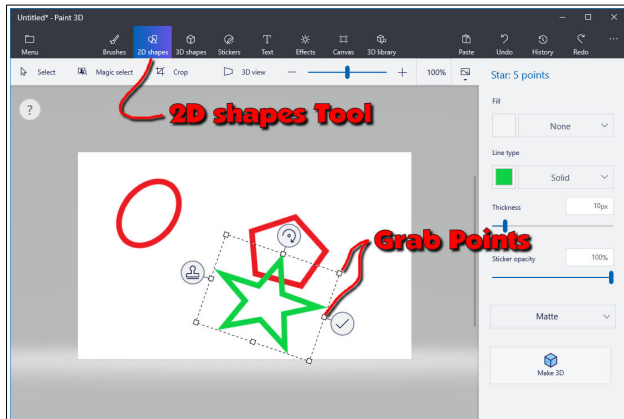 Untitled* - Paint 3D
Menu
Brushes
2D shapes
3D shapes
Stickers
Text
Effects
Canvas
3D library
Paste
Undo
History
Redo
Select
Magic select
Crop
3D view
100%
Star: 5 points
?
2D shapes Tool
Fill
None
Line type
Solid
Thickness
10px
Grab Points
Sticker opacity
100%
Matte
Make 3D